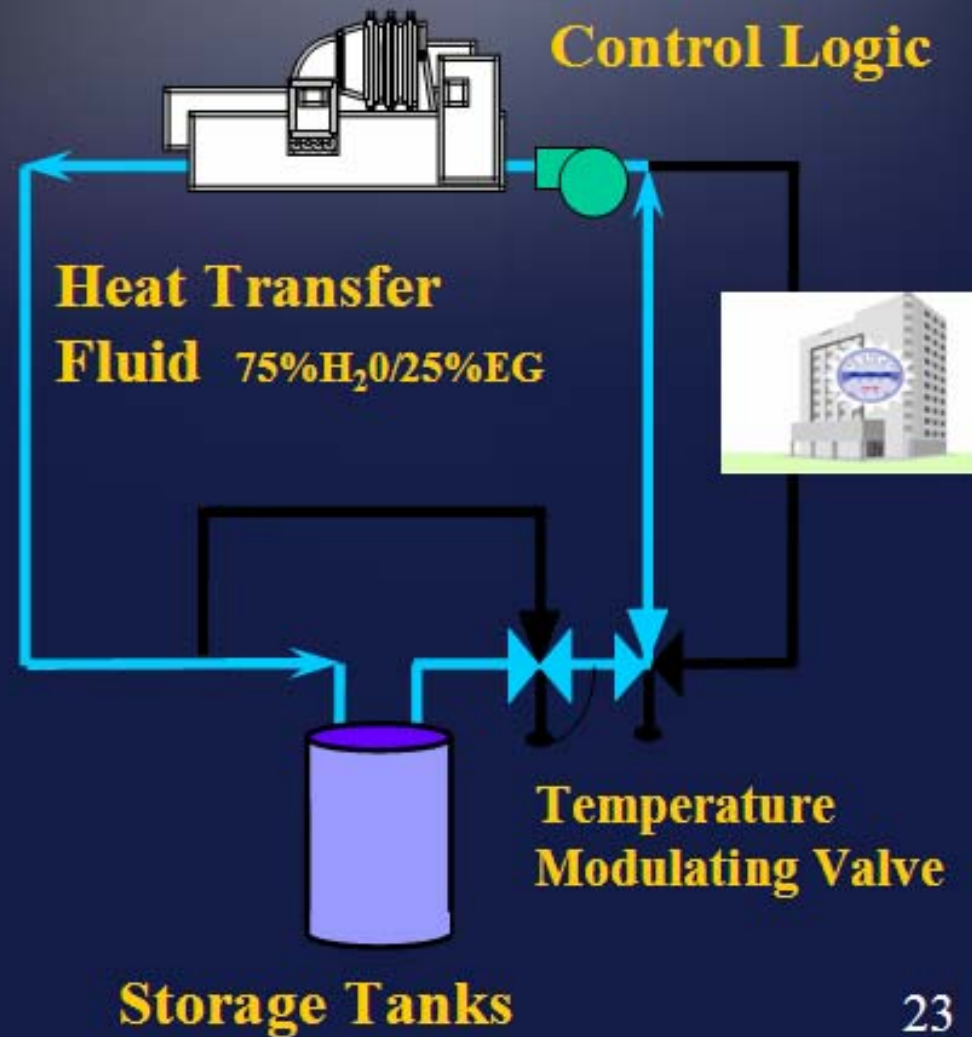 Control Logic
Heat Transfer
Fluid 75%H₂0/25%EG
Temperature
Modulating Valve
Storage Tanks
23